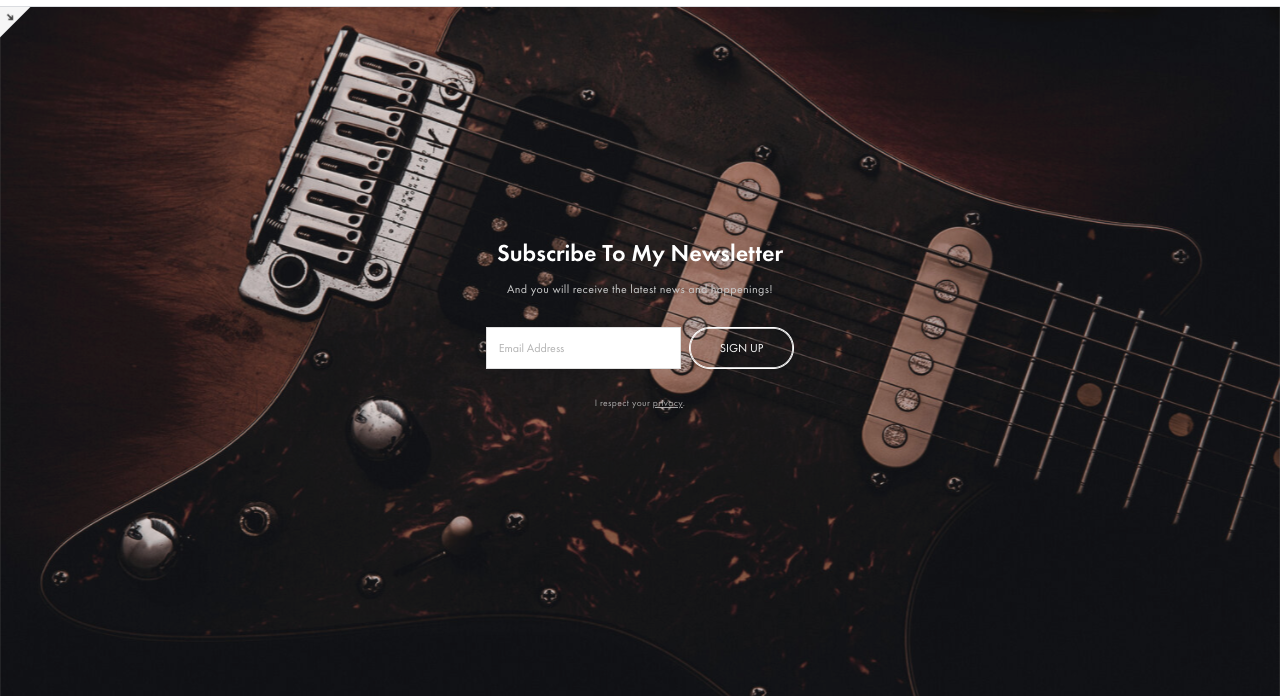 Subscribe To My Newsletter
And you will receive the latest news and happenings!
Email Address
SIGN UP
I respect your privacy.